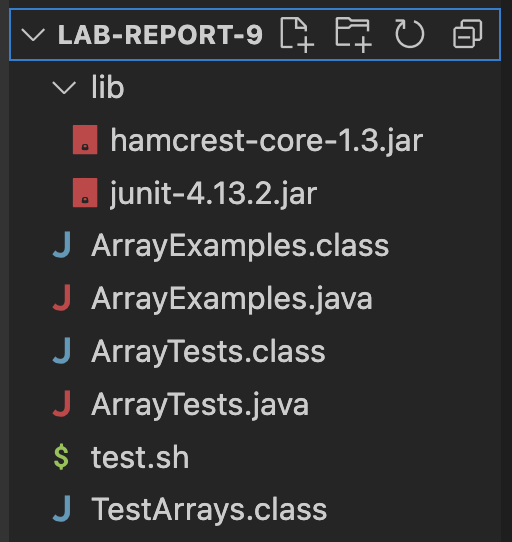 LAB-REPORT-9
lib
hamcrest-core-1.3.jar
junit-4.13.2.jar
J ArrayExamples.class
J ArrayExamples.java
J ArrayTests.class
J ArrayTests.java
$ test.sh
J TestArrays.class